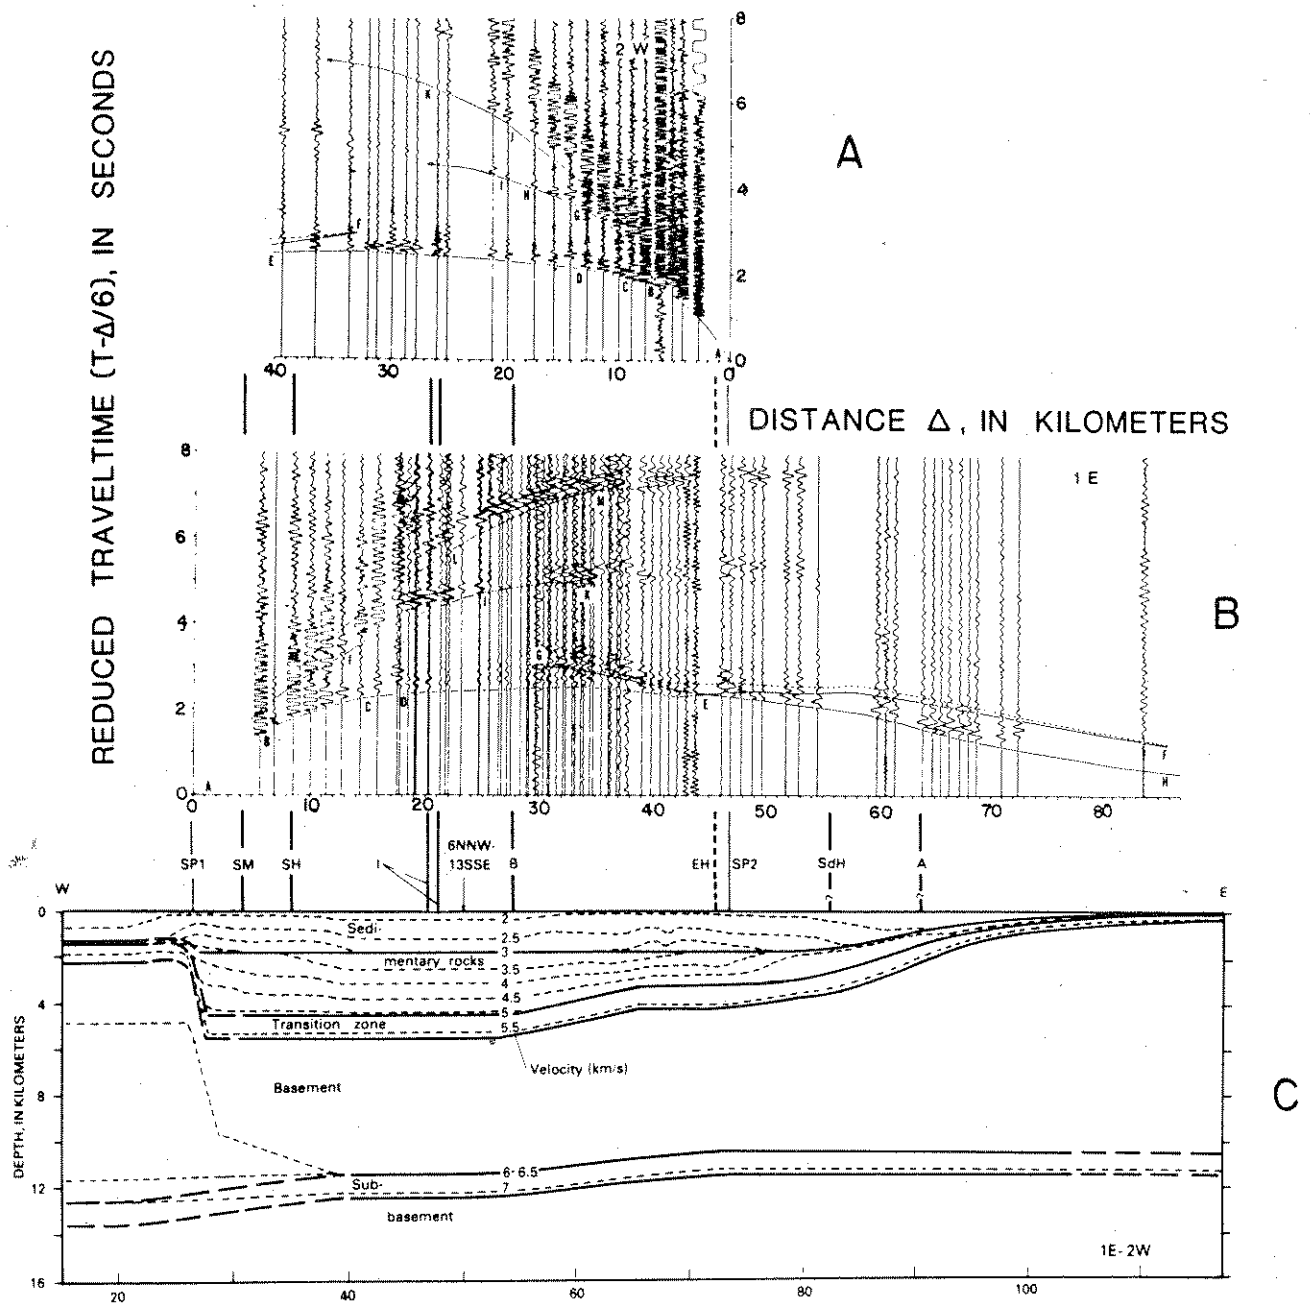 REDUCED TRAVELTIME (T-Δ/6), IN SECONDS
8
2 W
6
A
K
J
4
I
H
G
F
E
2
D
C
B
A
0
40 30 20 10 0
DISTANCE Δ, IN KILOMETERS
8
1 E
M
6
L
B
4
K
I
G
2
C D
E
B
F
H
A
0
0 10 20 30 40 50 60 70 80
6NNW-
13SSE
SP1 SM SH I B EH SP2 SdH A
W E
0
2
Sedi-
2.5
3
mentary rocks
3.5
4
4
4.5
5
Transition zone
5.5
Velocity (km/s)
Basement
8
C
DEPTH, IN KILOMETERS
6-6.5
Sub-
7
12
basement
1E-2W
16
20 40 60 80 100